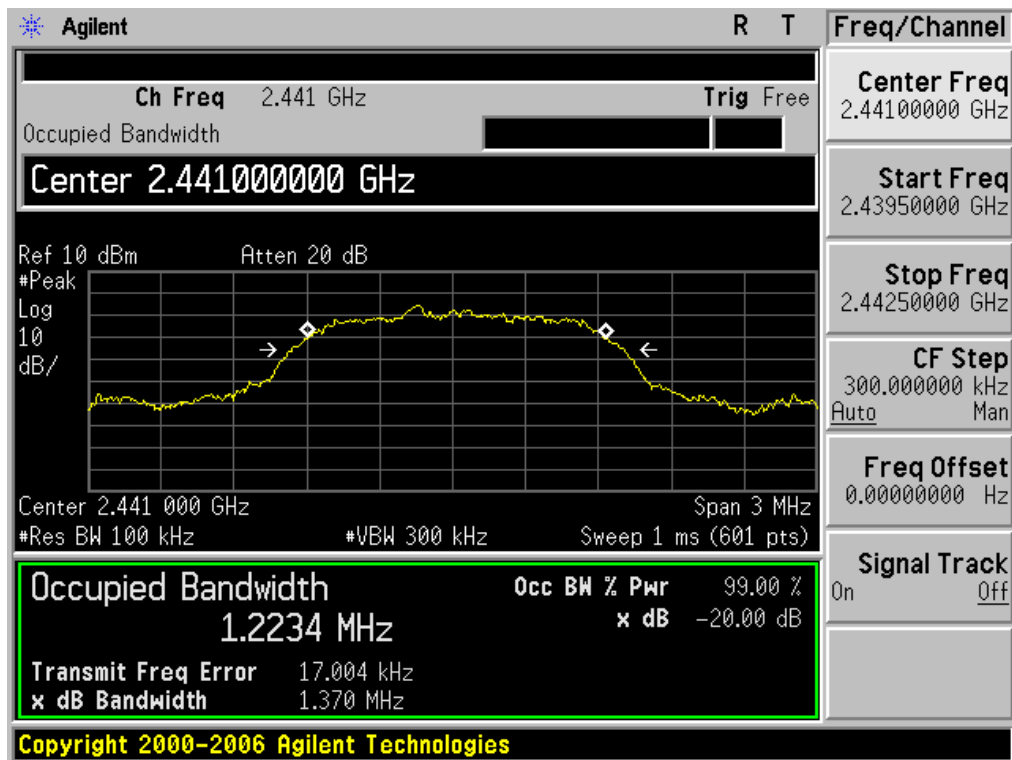 Agilent R T
Ch Freq 2.441 GHz Trig Free
Occupied Bandwidth
Center 2.441000000 GHz
Ref 10 dBm Atten 20 dB
#Peak
Log
10
dB/
Center 2.441 000 GHz Span 3 MHz
#Res BW 100 kHz #VBW 300 kHz Sweep 1 ms (601 pts)
Occupied Bandwidth
1.2234 MHz
Occ BW % Pwr 99.00 %
x dB -20.00 dB
Transmit Freq Error 17.004 kHz
x dB Bandwidth 1.370 MHz
Copyright 2000-2006 Agilent Technologies
Freq/Channel
Center Freq
2.44100000 GHz
Start Freq
2.43950000 GHz
Stop Freq
2.44250000 GHz
CF Step
300.000000 kHz
Auto Man
Freq Offset
0.00000000 Hz
Signal Track
On Off